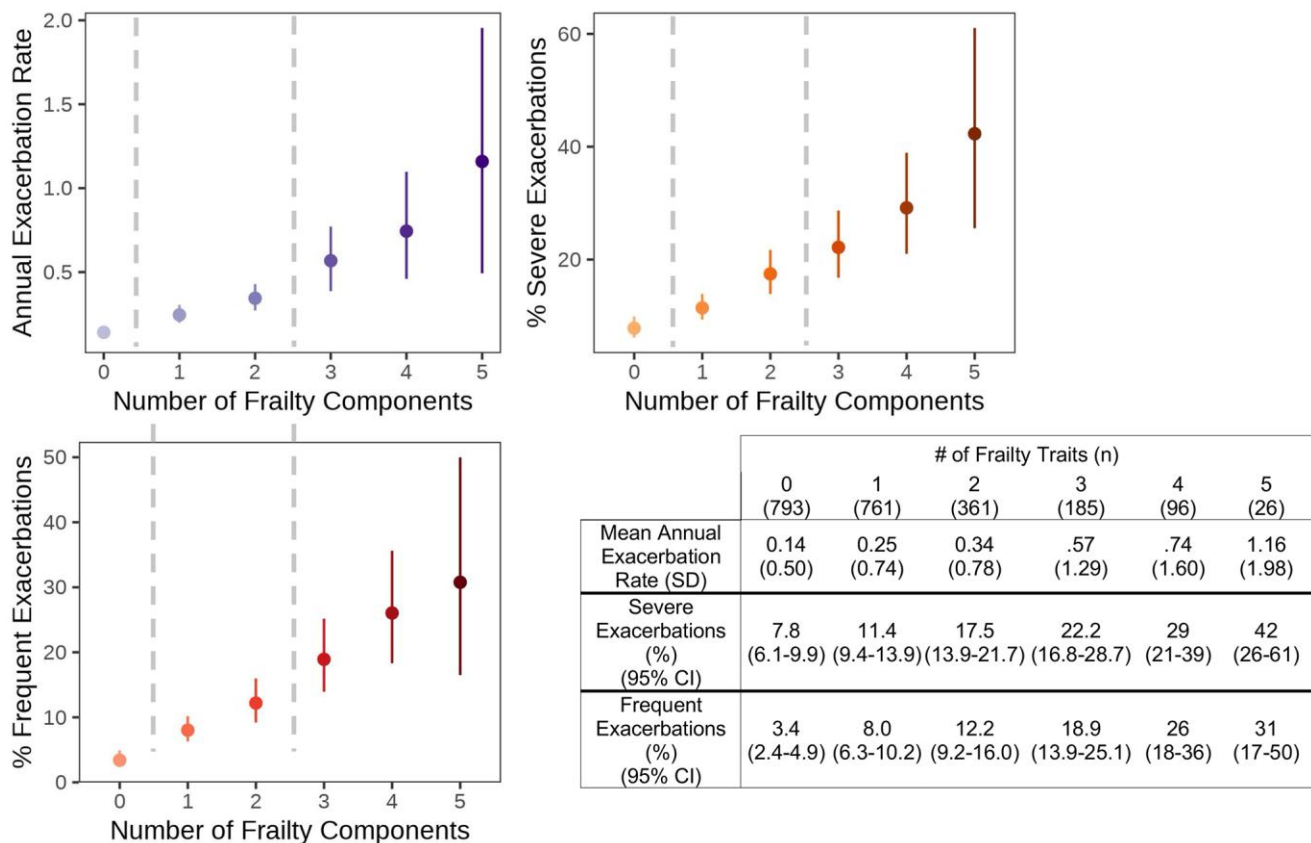 Annual Exacerbation Rate
2.0
1.5
1.0
0.5
0 1 2 3 4 5
Number of Frailty Components
% Severe Exacerbations
60
40
20
0 1 2 3 4 5
Number of Frailty Components
% Frequent Exacerbations
50
40
30
20
10
0
0 1 2 3 4 5
Number of Frailty Components
# of Frailty Traits (n)
0 1 2 3 4 5
(793) (761) (361) (185) (96) (26)
Mean Annual
Exacerbation
Rate (SD)
0.14 0.25 0.34 .57 .74 1.16
(0.50) (0.74) (0.78) (1.29) (1.60) (1.98)
Severe
Exacerbations
(%)
(95% CI)
7.8 11.4 17.5 22.2 29 42
(6.1-9.9) (9.4-13.9) (13.9-21.7) (16.8-28.7) (21-39) (26-61)
Frequent
Exacerbations
(%)
(95% CI)
3.4 8.0 12.2 18.9 26 31
(2.4-4.9) (6.3-10.2) (9.2-16.0) (13.9-25.1) (18-36) (17-50)